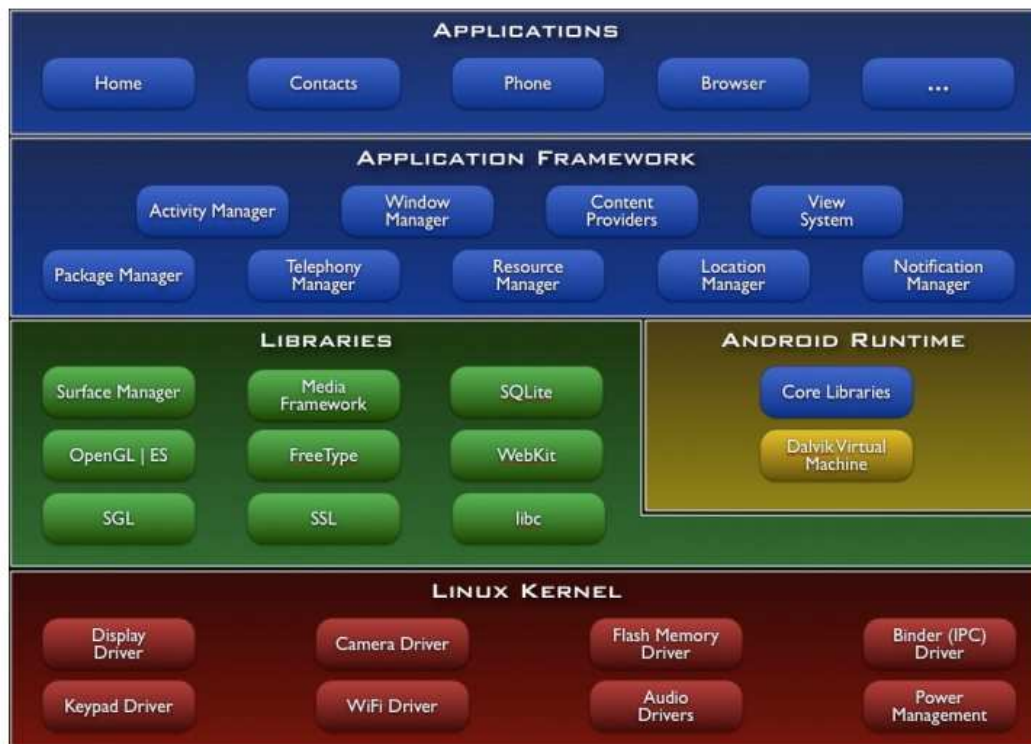 APPLICATIONS
Home
Contacts
Phone
Browser
...
APPLICATION FRAMEWORK
Activity Manager
Window
Manager
Content
Providers
View
System
Package Manager
Telephony
Manager
Resource
Manager
Location
Manager
Notification
Manager
LIBRARIES
Surface Manager
Media
Framework
SQLite
OpenGL | ES
FreeType
WebKit
SGL
SSL
libc
ANDROID RUNTIME
Core Libraries
Dalvik Virtual
Machine
LINUX KERNEL
Display
Driver
Camera Driver
Flash Memory
Driver
Binder (IPC)
Driver
Keypad Driver
WiFi Driver
Audio
Drivers
Power
Management